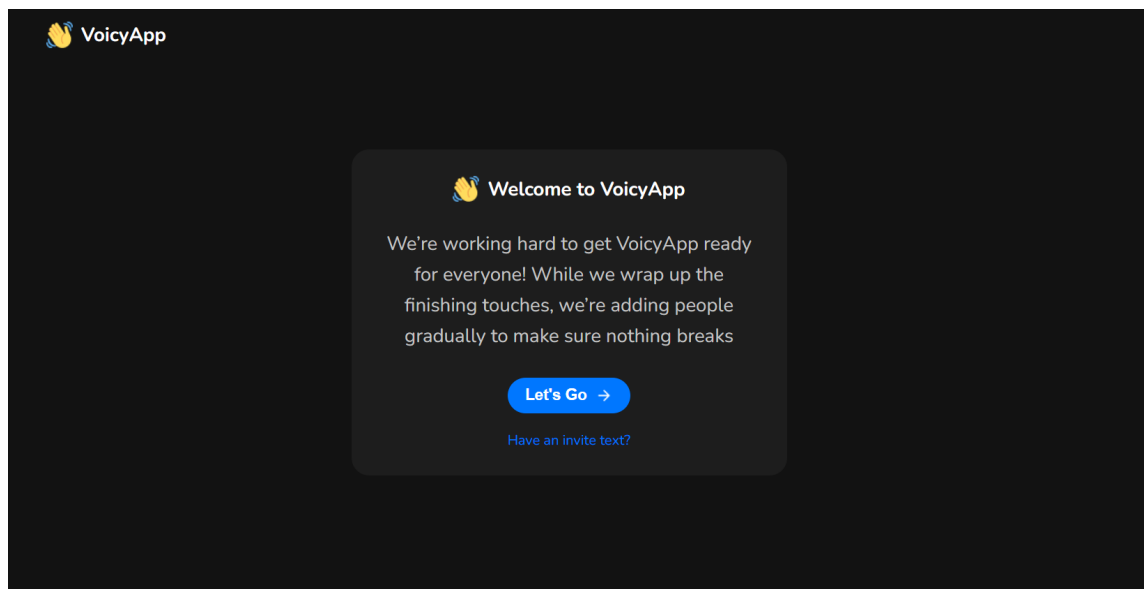 VoicyApp
Welcome to VoicyApp
We’re working hard to get VoicyApp ready
for everyone! While we wrap up the
finishing touches, we’re adding people
gradually to make sure nothing breaks
Let's Go →
Have an invite text?